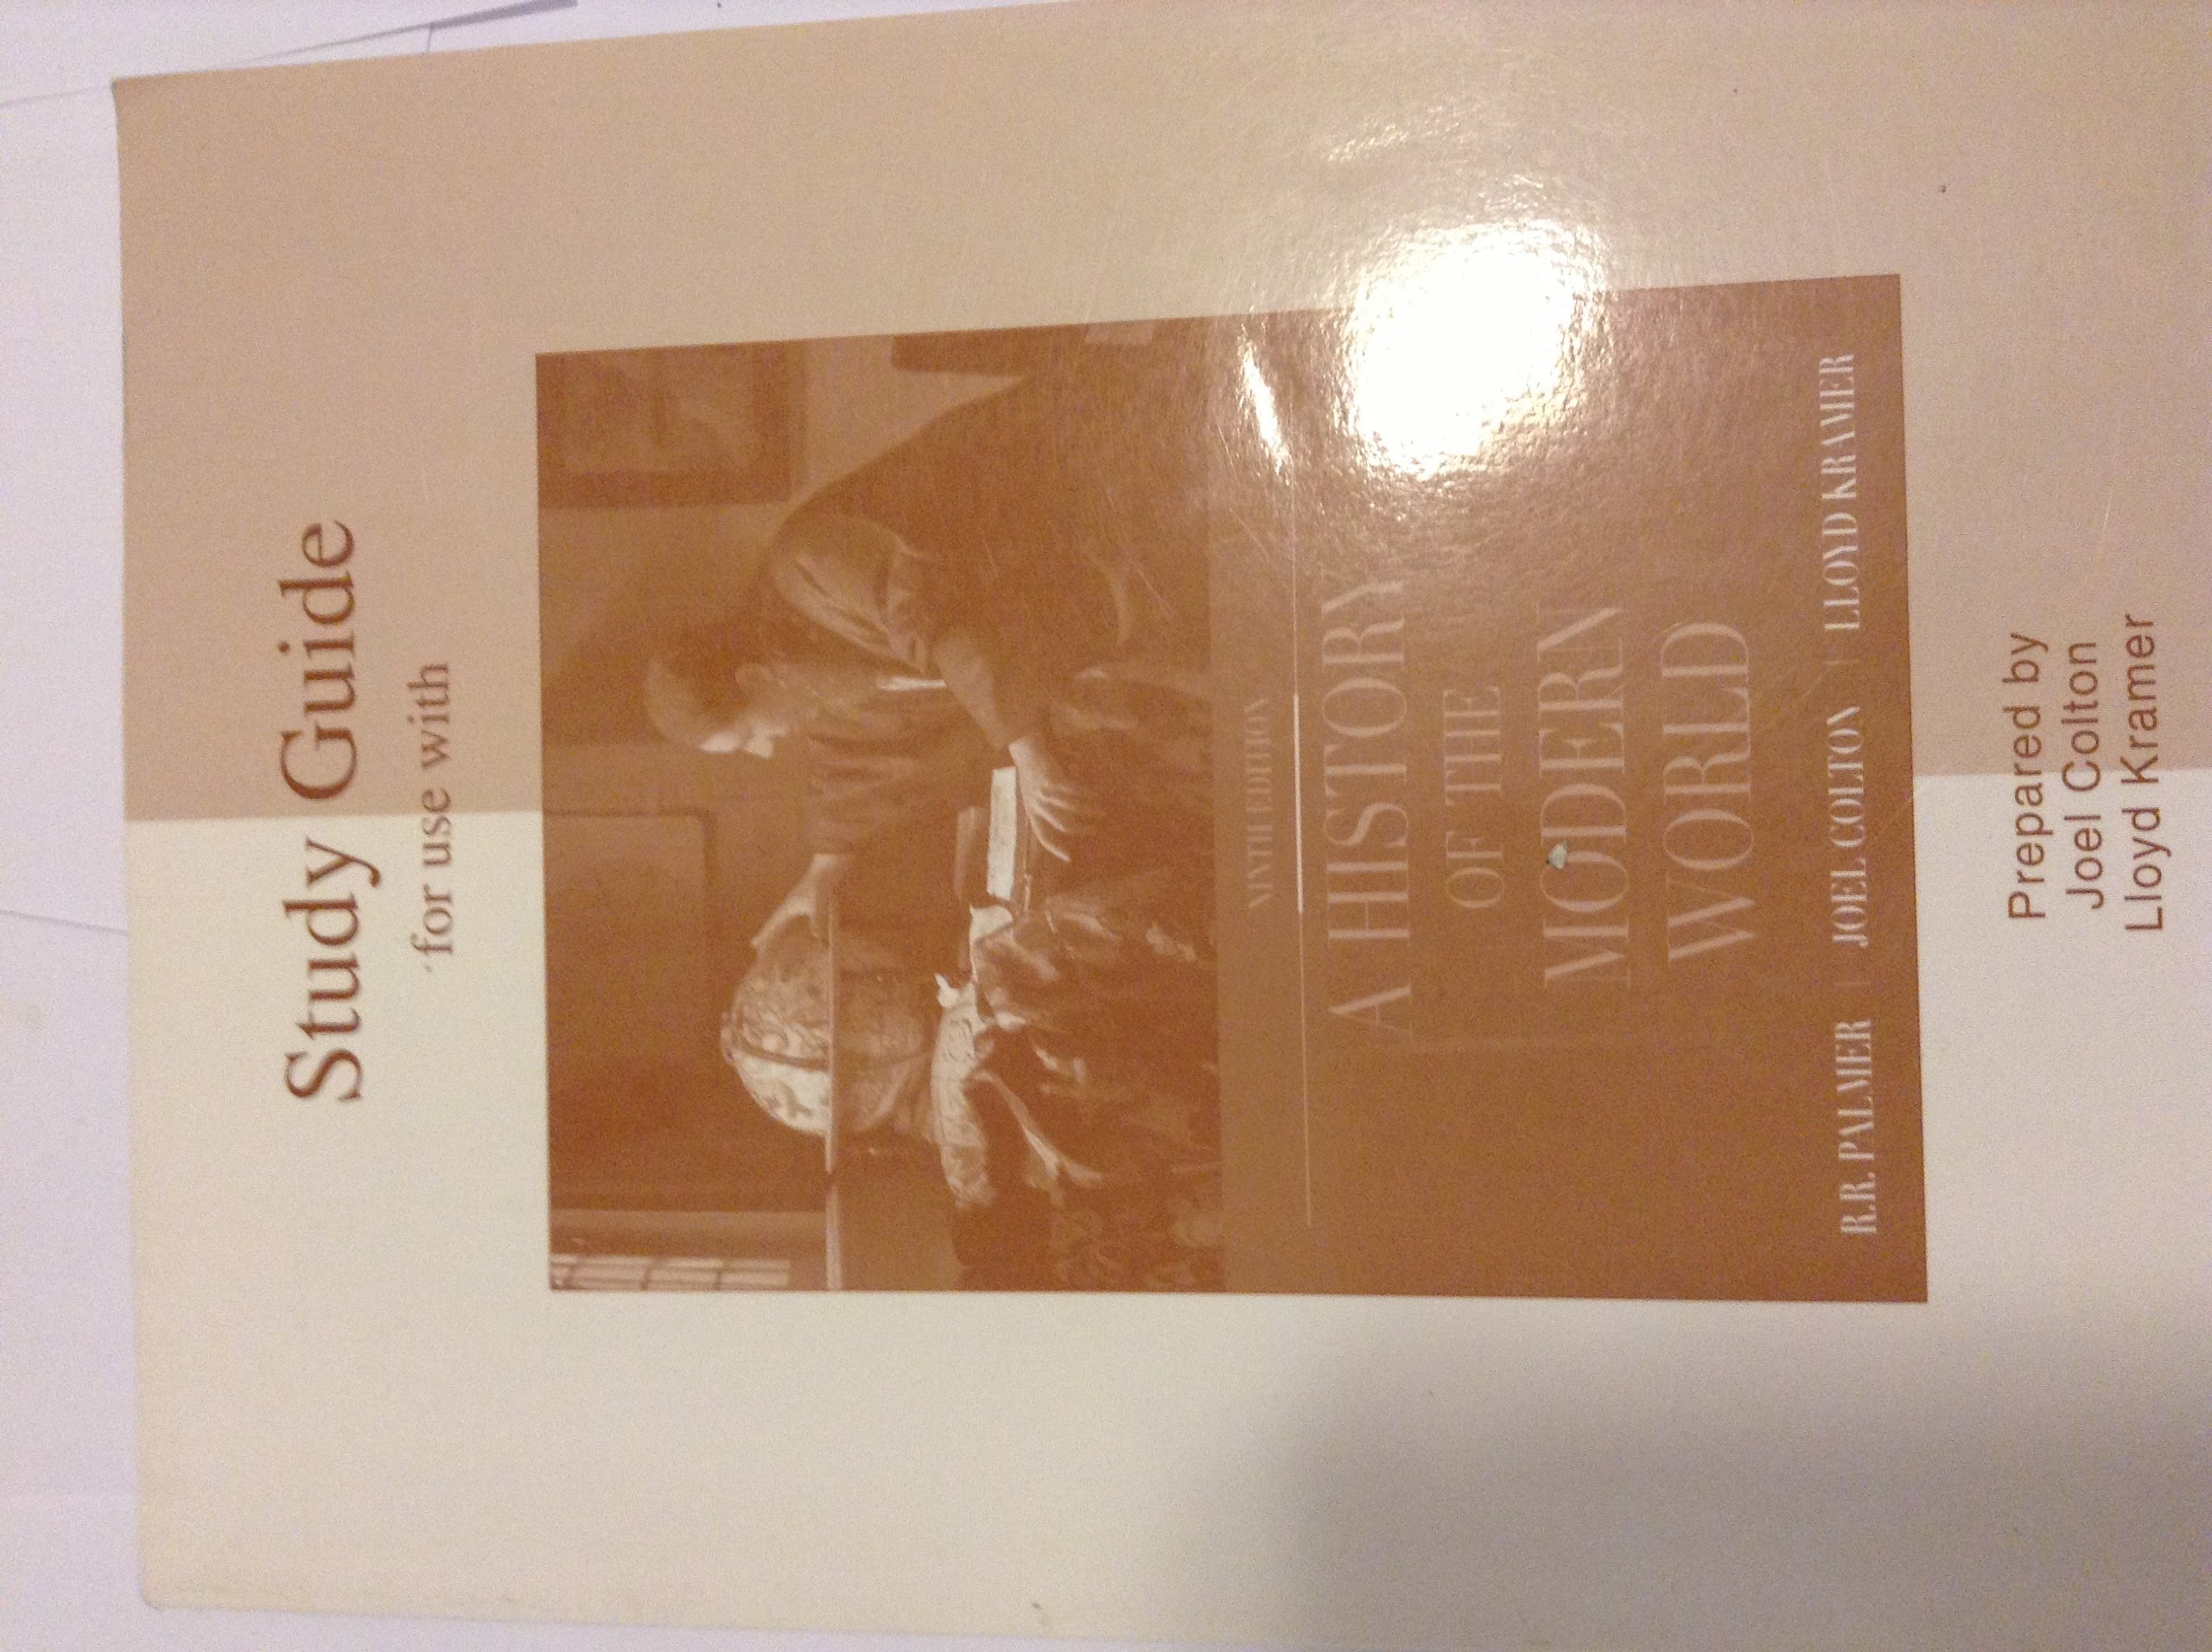 Study Guide
for use with
NINTH EDITION
A HISTORY
OF THE
MODERN
WORLD
R.R. PALMER | JOEL COLTON | LLOYD KRAMER
Prepared by
Joel Colton
Lloyd Kramer